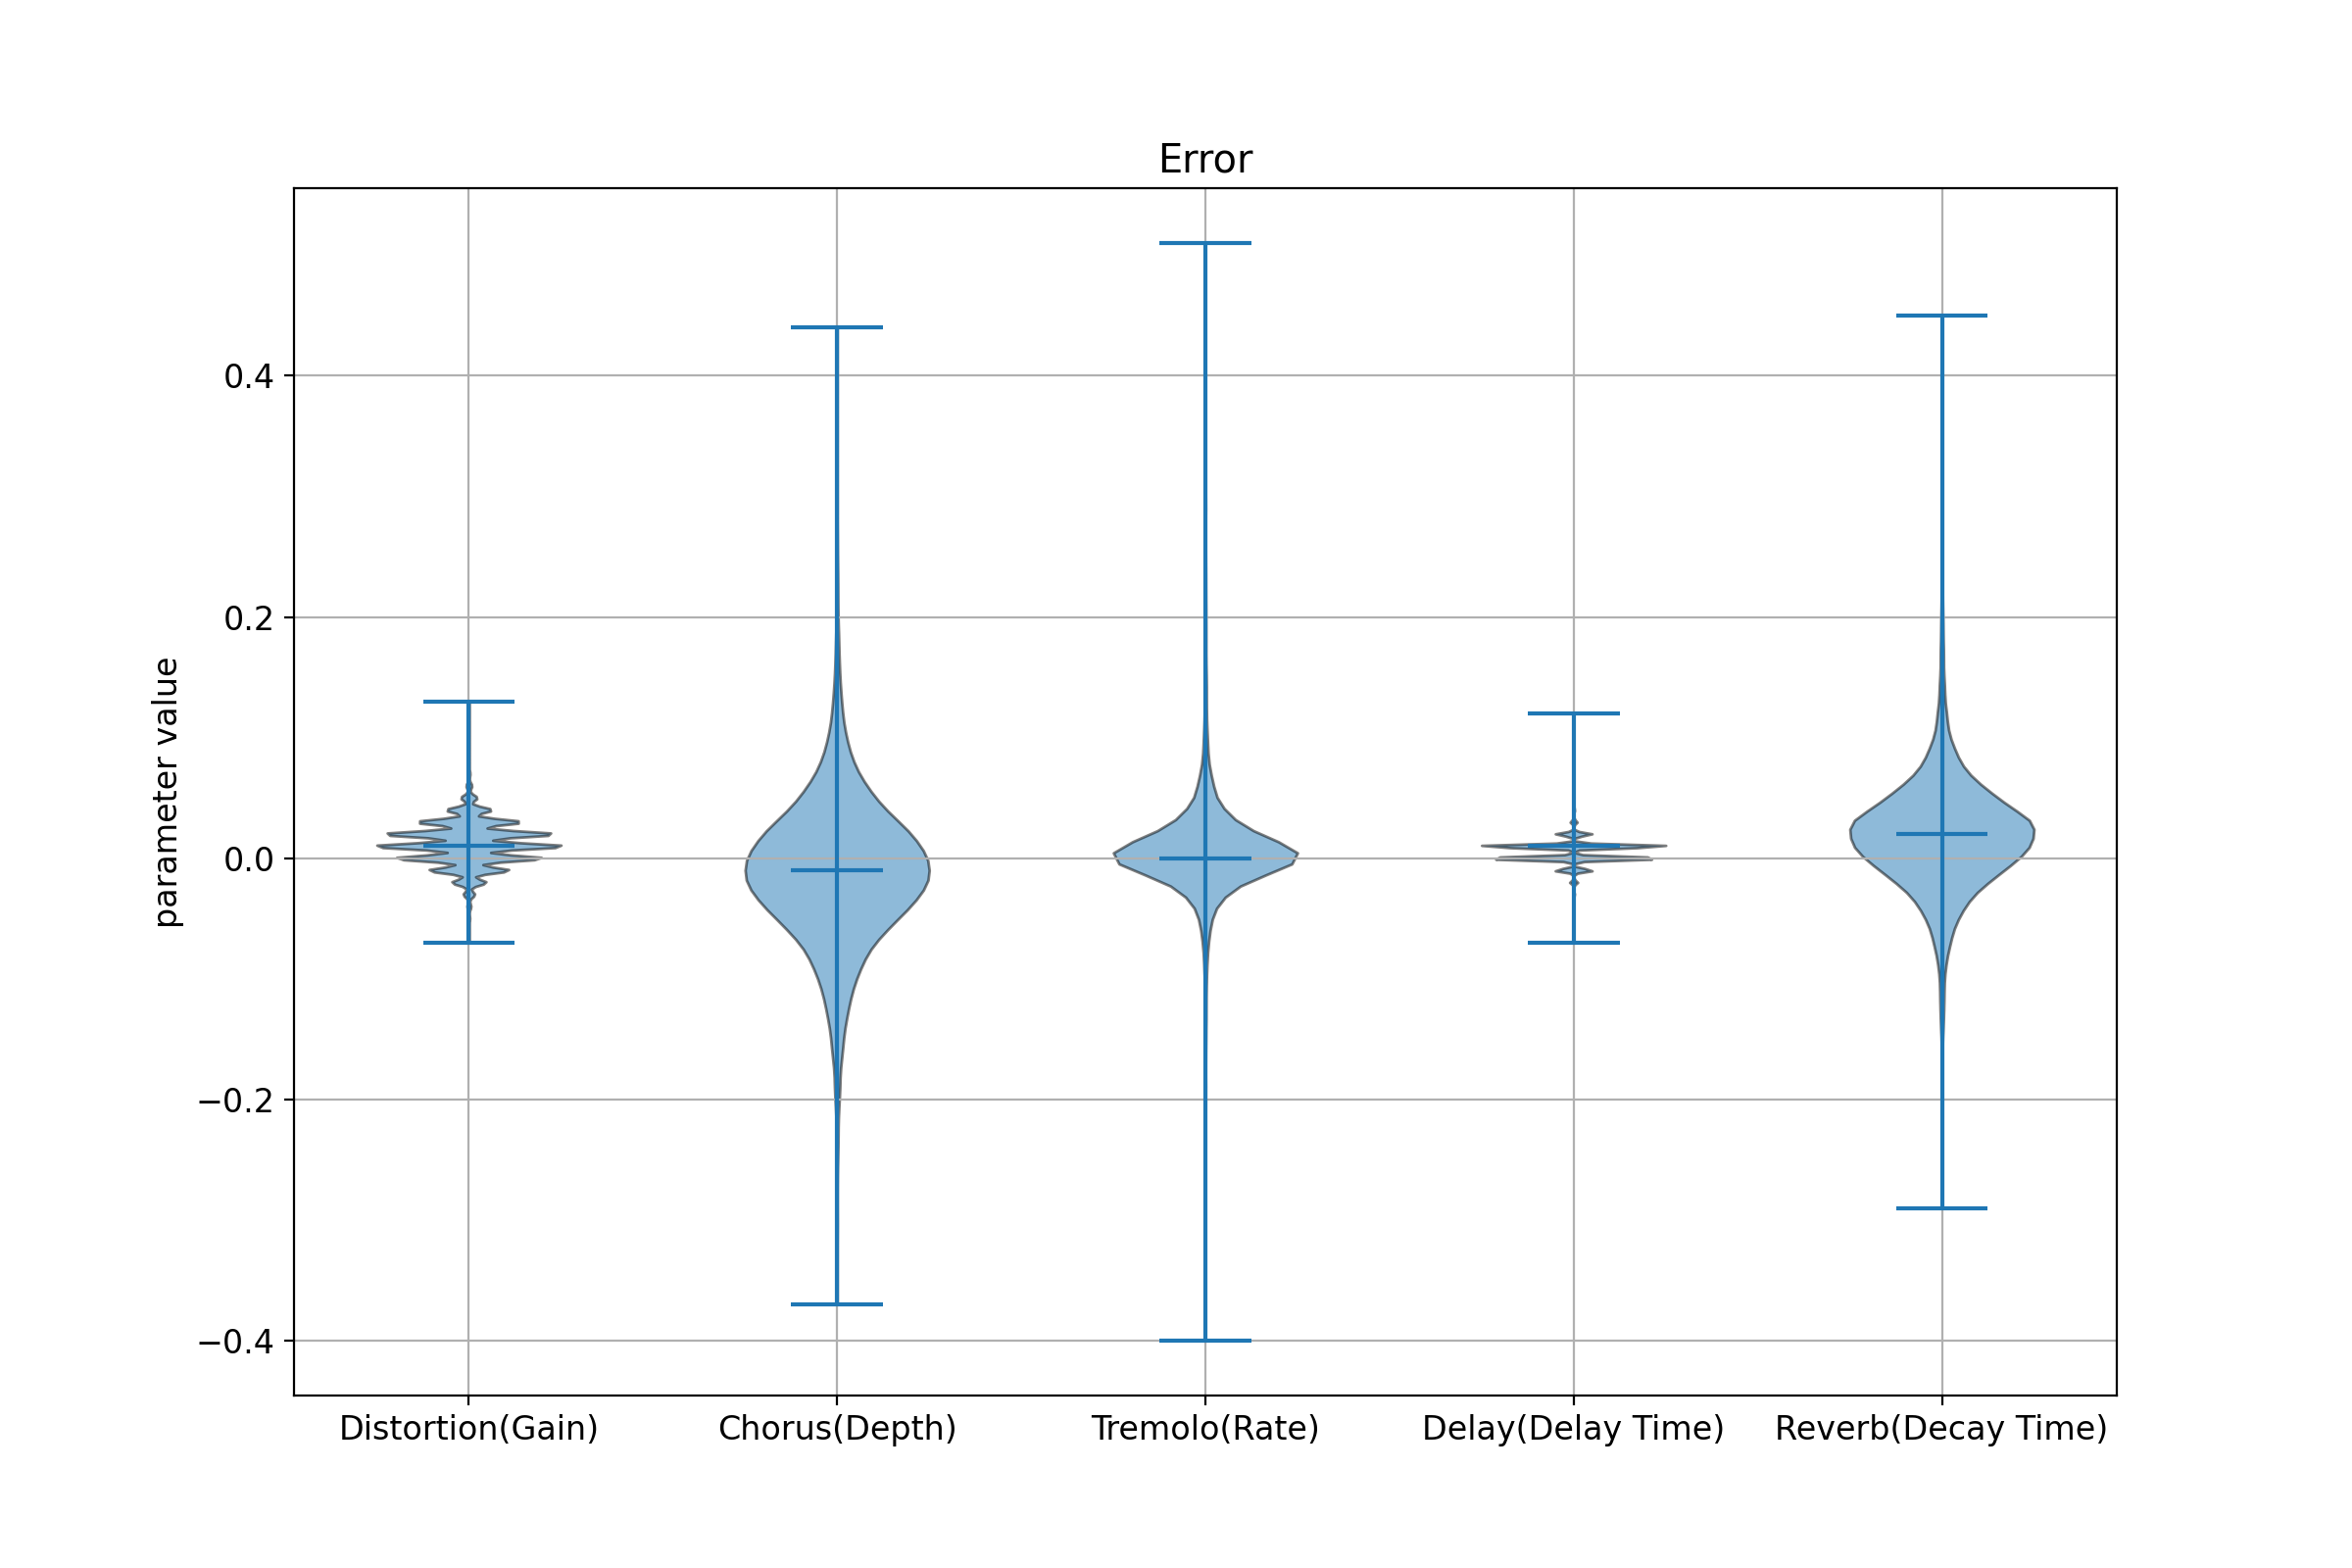 Error
parameter value
0.4
0.2
0.0
−0.2
−0.4
Distortion(Gain)
Chorus(Depth)
Tremolo(Rate)
Delay(Delay Time)
Reverb(Decay Time)